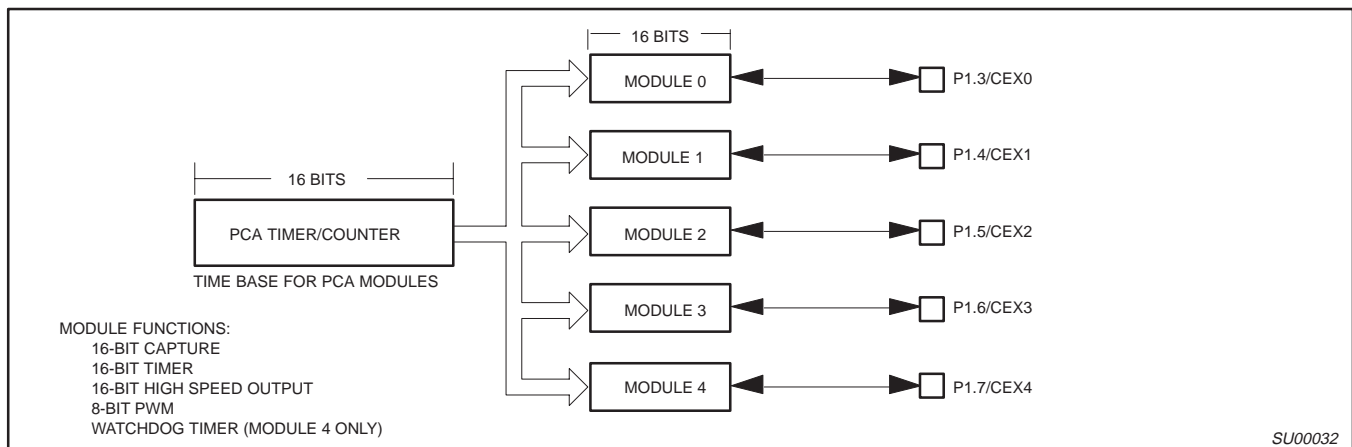 16 BITS
MODULE 0
P1.3/CEX0
MODULE 1
P1.4/CEX1
16 BITS
PCA TIMER/COUNTER
MODULE 2
P1.5/CEX2
TIME BASE FOR PCA MODULES
MODULE 3
P1.6/CEX3
MODULE FUNCTIONS:
16-BIT CAPTURE
16-BIT TIMER
16-BIT HIGH SPEED OUTPUT
8-BIT PWM
WATCHDOG TIMER (MODULE 4 ONLY)
MODULE 4
P1.7/CEX4
SU00032